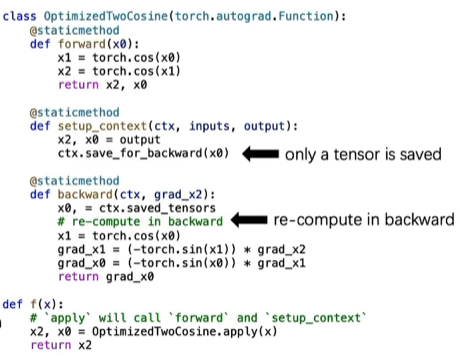 class OptimizedTwoCosine(torch.autograd.Function):
    @staticmethod
    def forward(x0):
        x1 = torch.cos(x0)
        x2 = torch.cos(x1)
        return x2, x0

    @staticmethod
    def setup_context(ctx, inputs, output):
        x2, x0 = output
        ctx.save_for_backward(x0) only a tensor is saved

    @staticmethod
    def backward(ctx, grad_x2):
        x0, = ctx.saved_tensors
        # re-compute in backward re-compute in backward
        x1 = torch.cos(x0)
        grad_x1 = (-torch.sin(x1)) * grad_x2
        grad_x0 = (-torch.sin(x0)) * grad_x1
        return grad_x0

def f(x):
    # `apply` will call `forward` and `setup_context`
    x2, x0 = OptimizedTwoCosine.apply(x)
    return x2